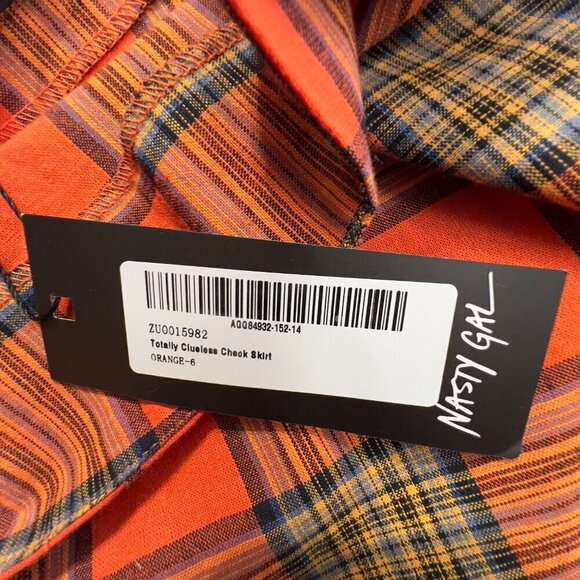 AGG84932-152-14
ZU0015982
Totally Clueless Check Skirt
ORANGE-6
NASTY GAL